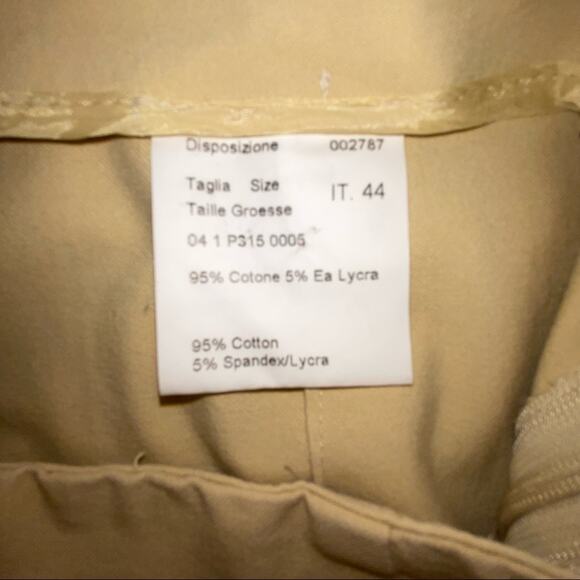 Disposizione 002787
Taglia Size IT. 44
Taille Groesse
04 1 P315 0005
95% Cotone 5% Ea Lycra
95% Cotton
5% Spandex/Lycra